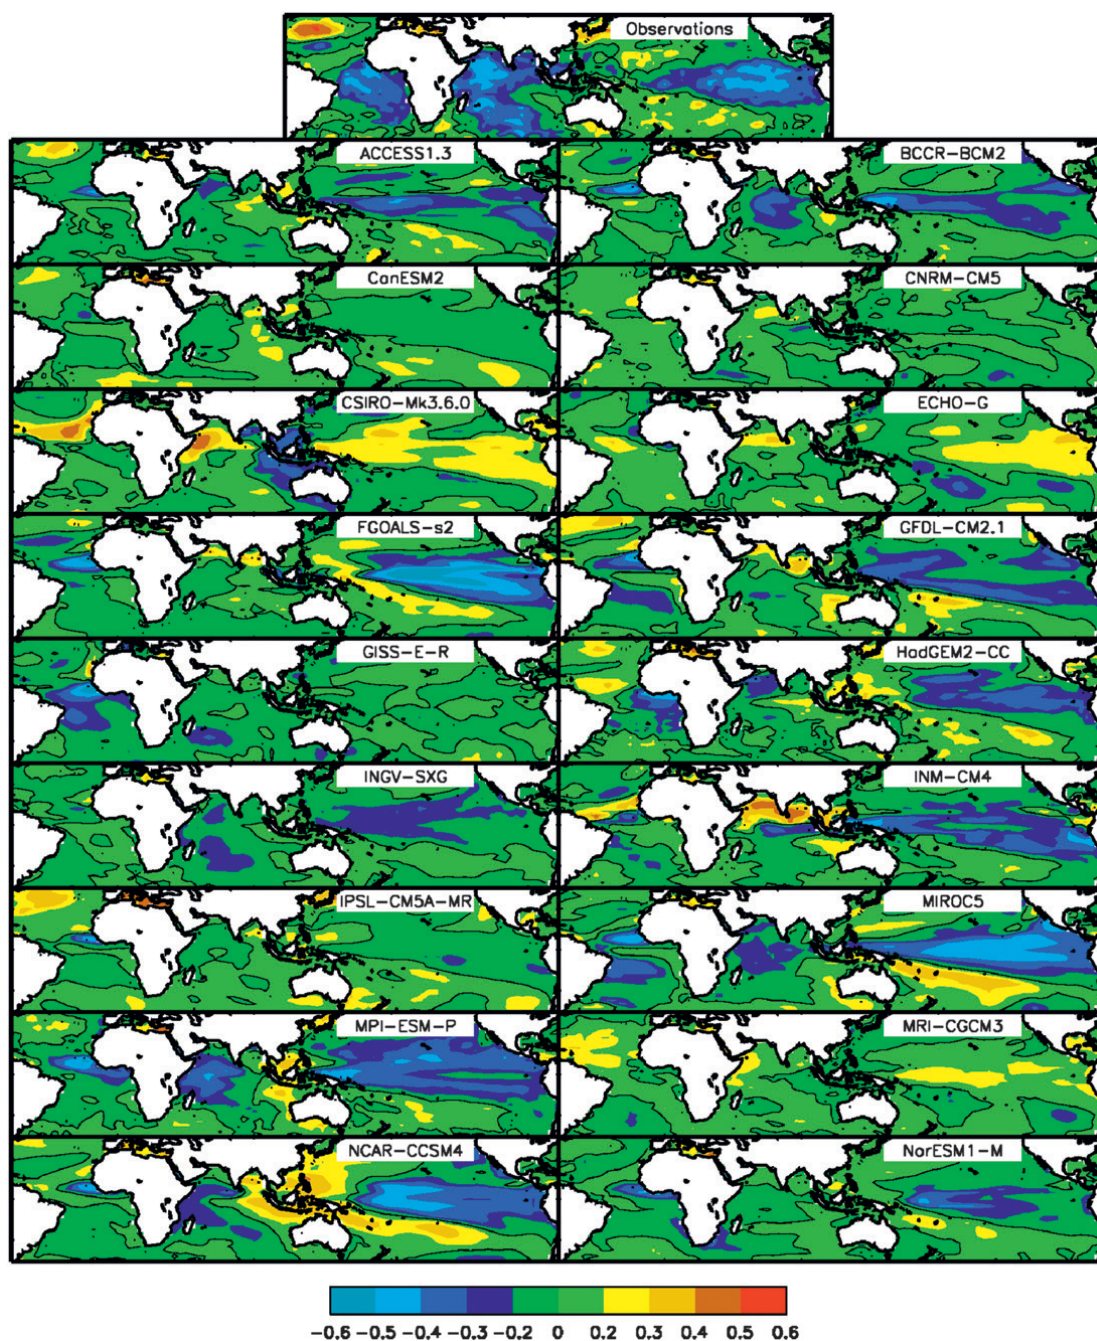 Observations
ACCESS1.3
BCCR-BCM2
CanESM2
CNRM-CM5
CSIRO-Mk3.6.0
ECHO-G
FGOALS-s2
GFDL-CM2.1
GISS-E-R
HadGEM2-CC
INGV-SXG
INM-CM4
IPSL-CM5A-MR
MIROC5
MPI-ESM-P
MRI-CGCM3
NCAR-CCSM4
NorESM1-M
-0.6 -0.5 -0.4 -0.3 -0.2 0 0.2 0.3 0.4 0.5 0.6